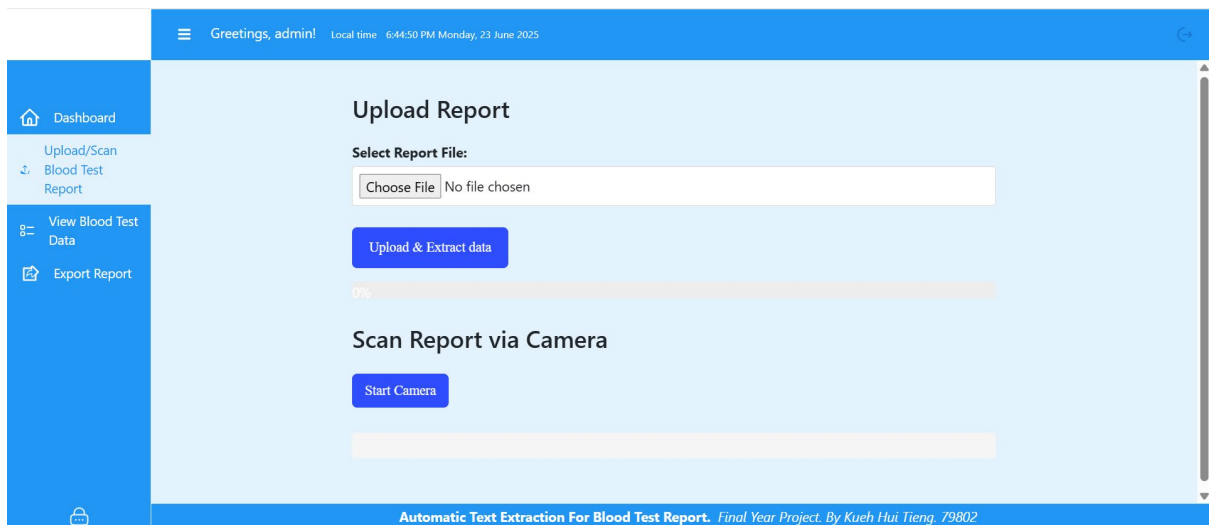 Greetings, admin! Local time 6:44:50 PM Monday, 23 June 2025
Dashboard
Upload/Scan
Blood Test
Report
View Blood Test
Data
Export Report
Upload Report
Select Report File:
Choose File No file chosen
Upload & Extract data
0%
Scan Report via Camera
Start Camera
Automatic Text Extraction For Blood Test Report. Final Year Project. By Kueh Hui Tieng. 79802